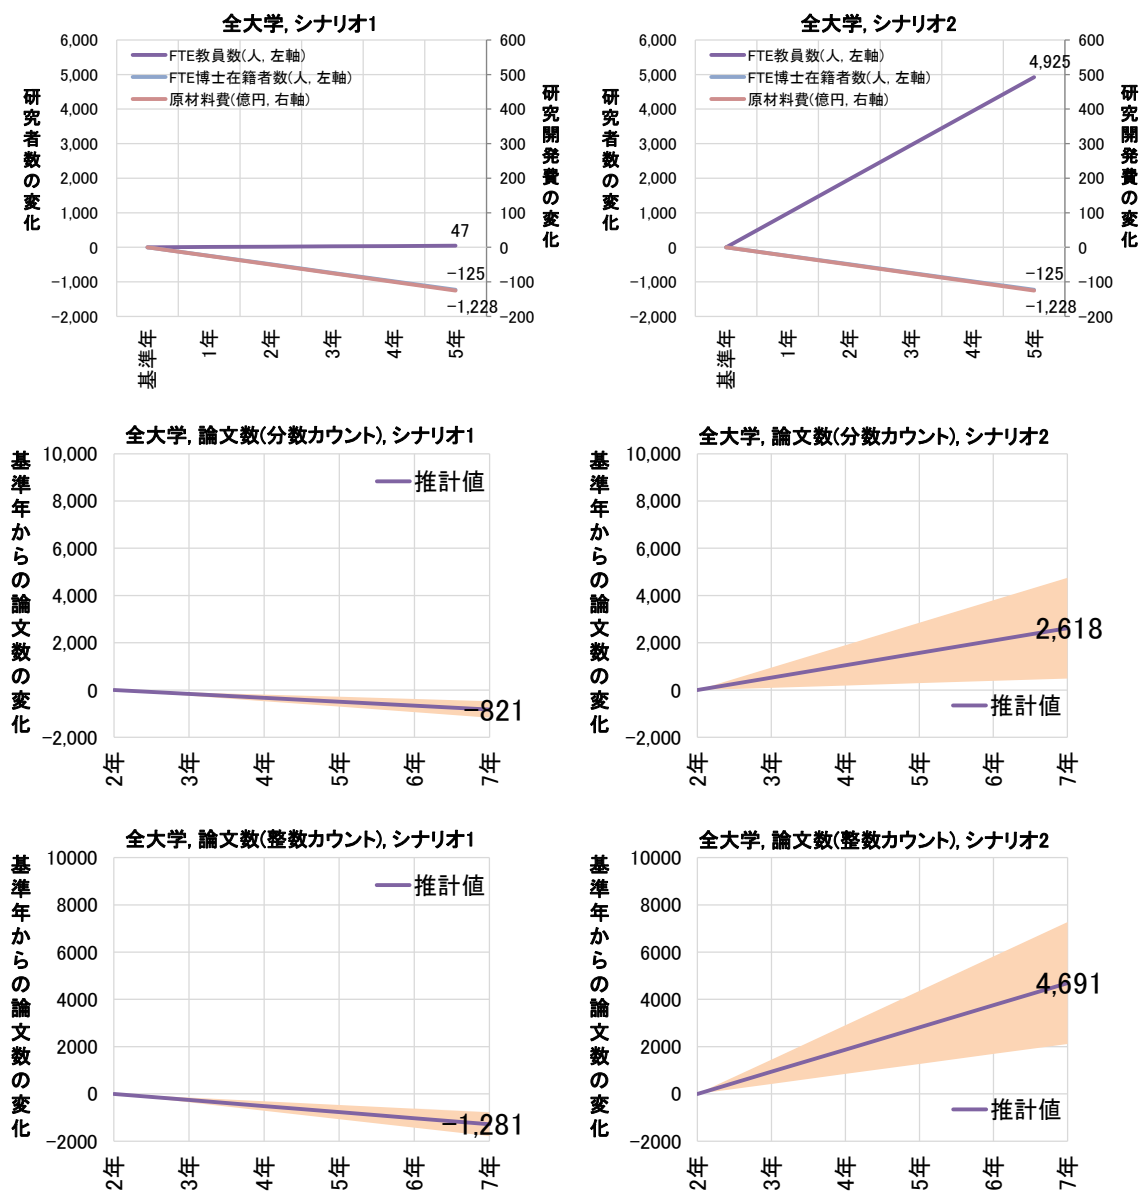 全大学, シナリオ1
6,000
5,000
4,000
3,000
2,000
1,000
0
−1,000
−2,000
600
500
400
300
200
100
0
−100
−200
研究者数の変化
研究開発費の変化
FTE教員数(人, 左軸)
FTE博士在籍者数(人, 左軸)
原材料費(億円, 右軸)
47
−125
−1,228
基準年
1年
2年
3年
4年
5年
全大学, シナリオ2
6,000
5,000
4,000
3,000
2,000
1,000
0
−1,000
−2,000
600
500
400
300
200
100
0
−100
−200
研究者数の変化
研究開発費の変化
FTE教員数(人, 左軸)
FTE博士在籍者数(人, 左軸)
原材料費(億円, 右軸)
4,925
−125
−1,228
基準年
1年
2年
3年
4年
5年
全大学, 論文数(分数カウント), シナリオ1
基準年からの論文数の変化
10,000
8,000
6,000
4,000
2,000
0
−2,000
推計値
−821
2年
3年
4年
5年
6年
7年
全大学, 論文数(分数カウント), シナリオ2
基準年からの論文数の変化
10,000
8,000
6,000
4,000
2,000
0
−2,000
2,618
推計値
2年
3年
4年
5年
6年
7年
全大学, 論文数(整数カウント), シナリオ1
基準年からの論文数の変化
10000
8000
6000
4000
2000
0
−2000
推計値
−1,281
2年
3年
4年
5年
6年
7年
全大学, 論文数(整数カウント), シナリオ2
基準年からの論文数の変化
10000
8000
6000
4000
2000
0
−2000
4,691
推計値
2年
3年
4年
5年
6年
7年